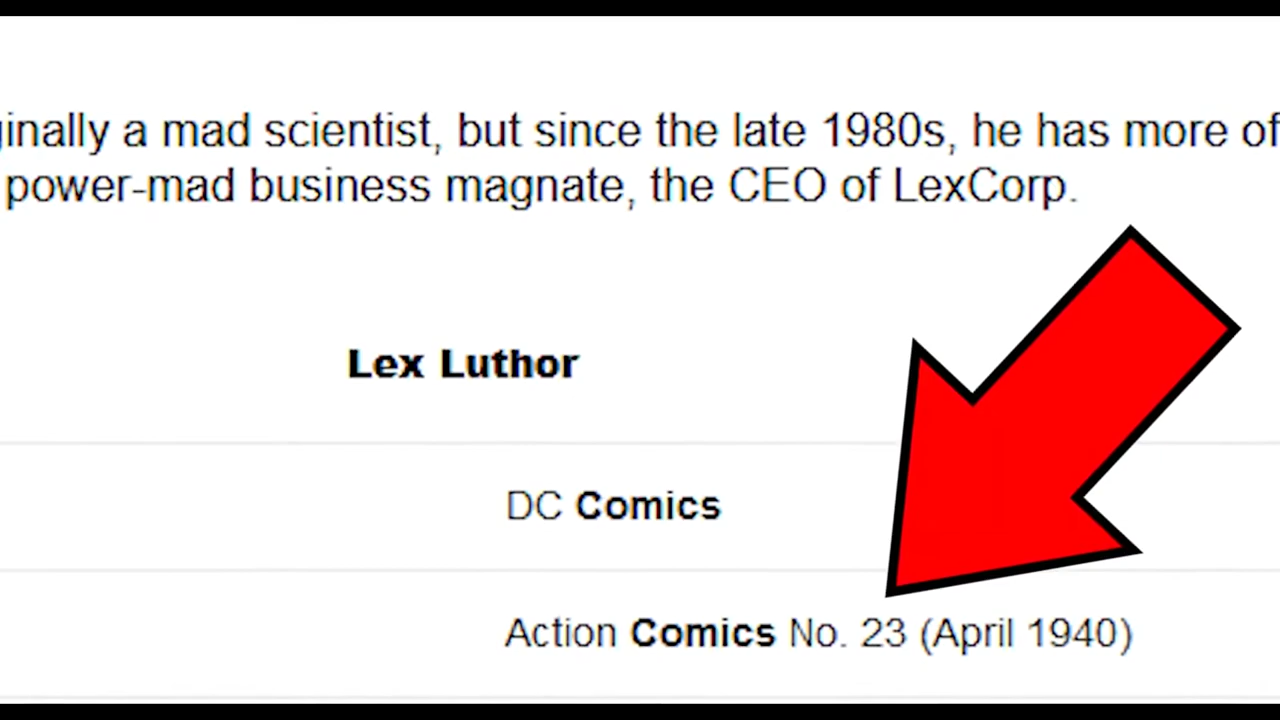 ginally a mad scientist, but since the late 1980s, he has more of
power-mad business magnate, the CEO of LexCorp.
Lex Luthor
DC Comics
Action Comics No. 23 (April 1940)